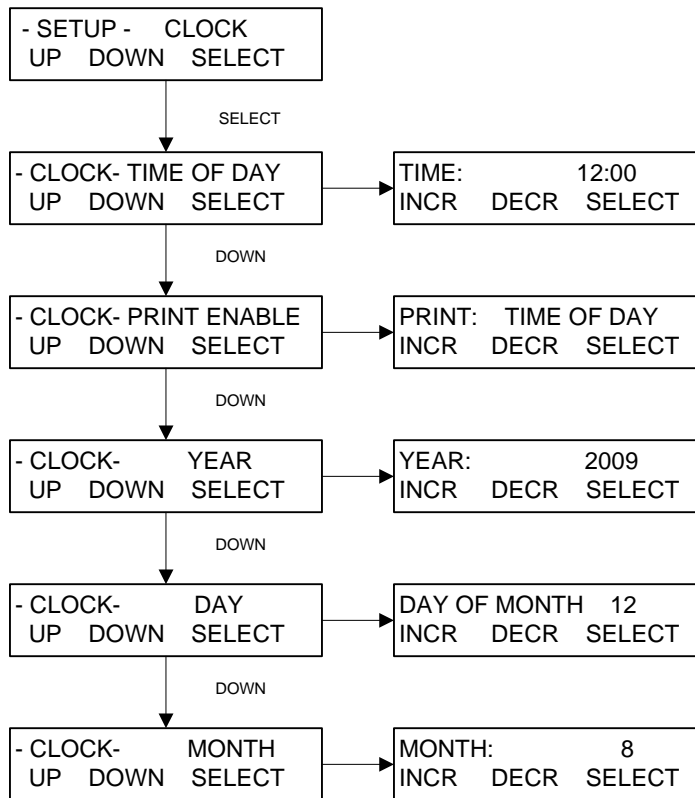 - SETUP - CLOCK
UP DOWN SELECT
SELECT
- CLOCK- TIME OF DAY
UP DOWN SELECT
TIME: 12:00
INCR DECR SELECT
DOWN
- CLOCK- PRINT ENABLE
UP DOWN SELECT
PRINT: TIME OF DAY
INCR DECR SELECT
DOWN
- CLOCK- YEAR
UP DOWN SELECT
YEAR: 2009
INCR DECR SELECT
DOWN
- CLOCK- DAY
UP DOWN SELECT
DAY OF MONTH 12
INCR DECR SELECT
DOWN
- CLOCK- MONTH
UP DOWN SELECT
MONTH: 8
INCR DECR SELECT